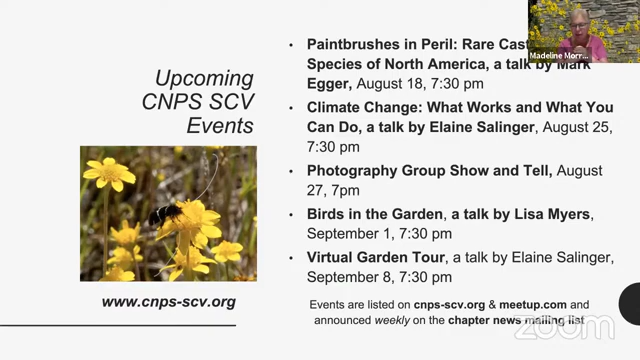 Upcoming
CNPS SCV
Events
www.cnps-scv.org
• Paintbrushes in Peril: Rare
Species of North America, a talk by Mark
Egger, August 18, 7:30 pm
• Climate Change: What Works and What You
Can Do, a talk by Elaine Salinger, August 25,
7:30 pm
• Photography Group Show and Tell, August
27, 7pm
• Birds in the Garden, a talk by Lisa Myers,
September 1, 7:30 pm
• Virtual Garden Tour, a talk by Elaine Salinger,
September 8, 7:30 pm
Events are listed on cnps-scv.org & meetup.com and
announced weekly on the chapter news mailing list
Madeline Morr...
zoom